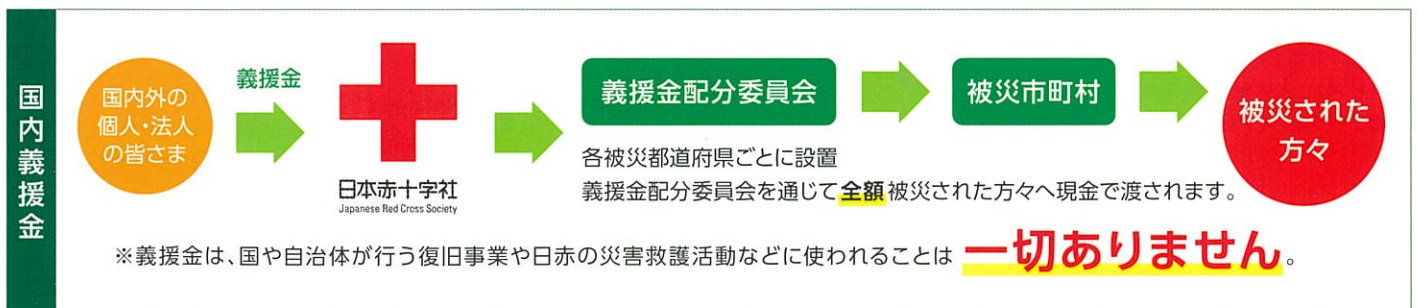 国内義援金
国内外の
個人・法人
の皆さま
義援金
日本赤十字社
Japanese Red Cross Society
義援金配分委員会
各被災都道府県ごとに設置
義援金配分委員会を通じて全額被災された方々へ現金で渡されます。
被災市町村
被災された
方々
※義援金は、国や自治体が行う復旧事業や日赤の災害救護活動などに使われることは 一切ありません。